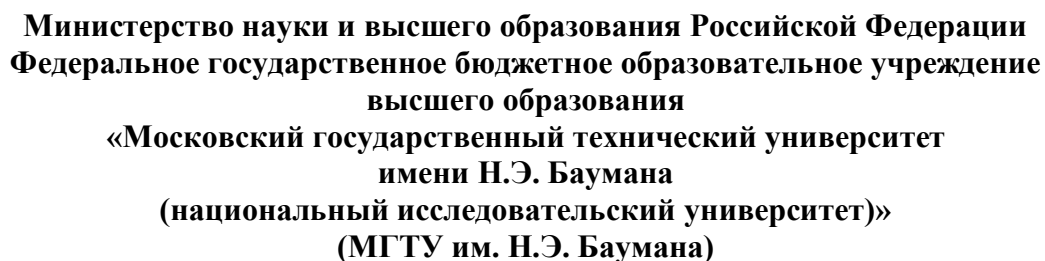 Министерство науки и высшего образования Российской Федерации
Федеральное государственное бюджетное образовательное учреждение
высшего образования
«Московский государственный технический университет
имени Н.Э. Баумана
(национальный исследовательский университет)»
(МГТУ им. Н.Э. Баумана)